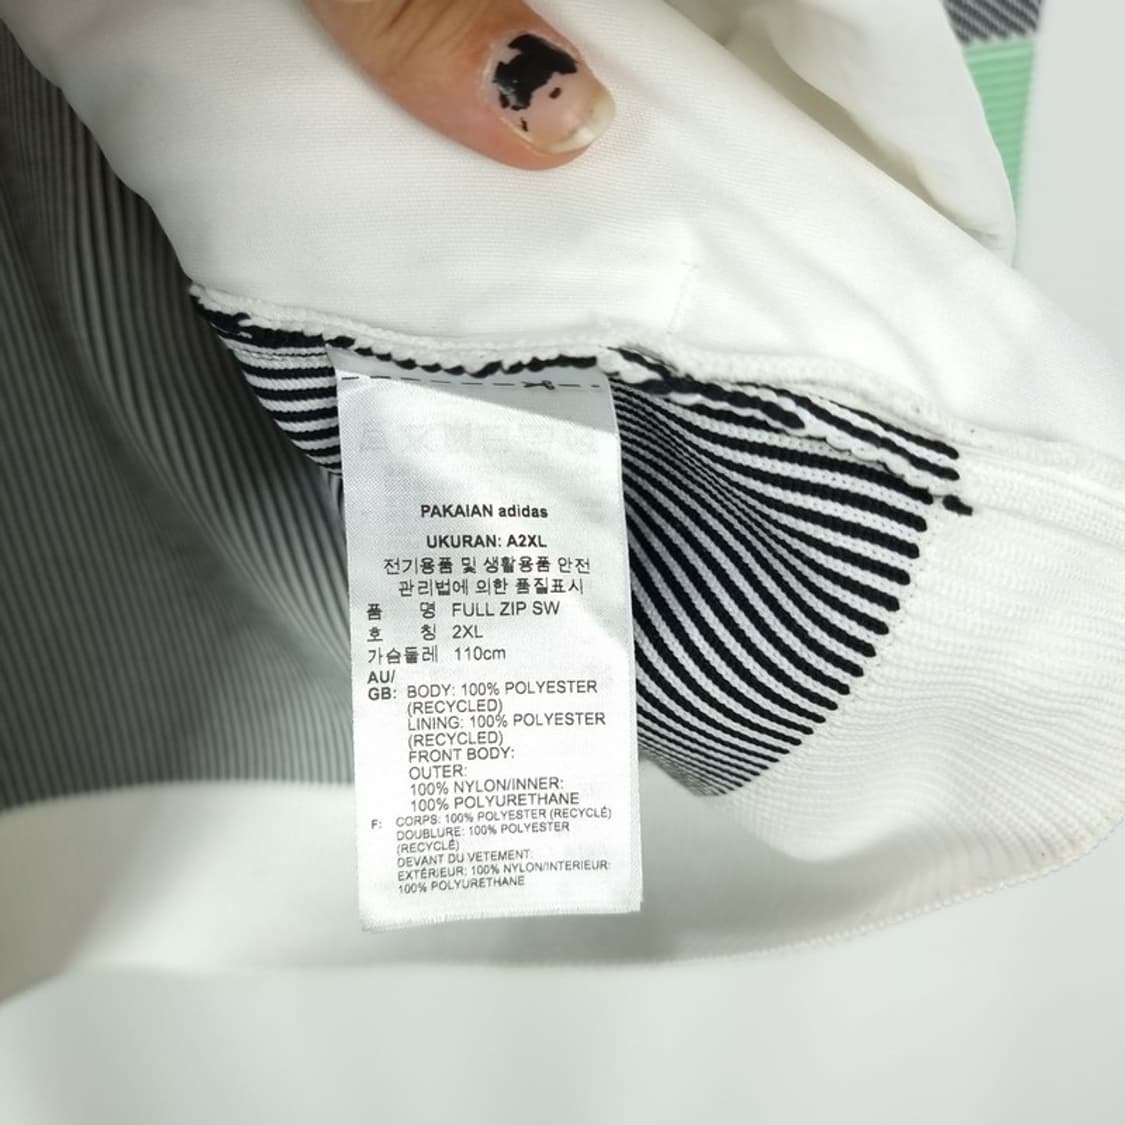 PAKAIAN adidas
UKURAN: A2XL
전기용품 및 생활용품 안전
관리법에 의한 품질표시
품 명 FULL ZIP SW
호 칭 2XL
가슴둘레 110cm
AU/
GB: BODY: 100% POLYESTER
(RECYCLED)
LINING: 100% POLYESTER
(RECYCLED)
FRONT BODY:
OUTER:
100% NYLON/INNER:
100% POLYURETHANE
F: CORPS: 100% POLYESTER (RECYCLÉ)
DOUBLURE: 100% POLYESTER
(RECYCLÉ)
DEVANT DU VETEMENT:
EXTÉRIEUR: 100% NYLON/INTERIEUR:
100% POLYURETHANE